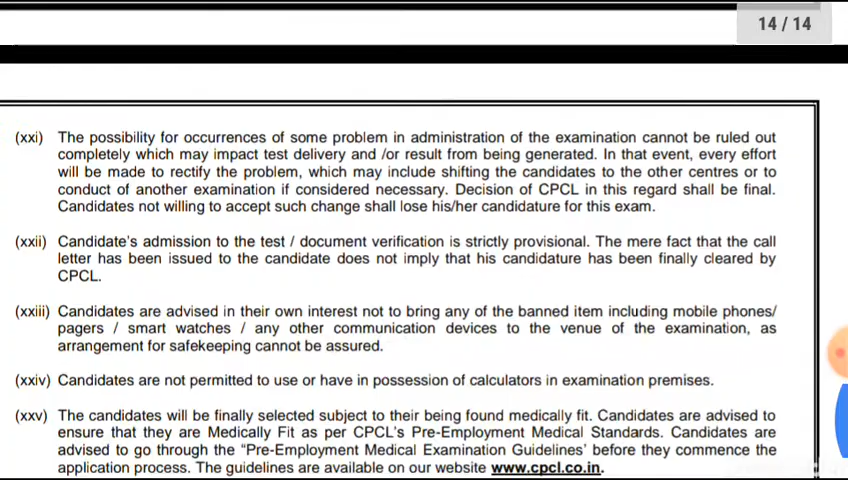 14 / 14
(xxi) The possibility for occurrences of some problem in administration of the examination cannot be ruled out
completely which may impact test delivery and /or result from being generated. In that event, every effort
will be made to rectify the problem, which may include shifting the candidates to the other centres or to
conduct of another examination if considered necessary. Decision of CPCL in this regard shall be final.
Candidates not willing to accept such change shall lose his/her candidature for this exam.
(xxii) Candidate's admission to the test / document verification is strictly provisional. The mere fact that the call
letter has been issued to the candidate does not imply that his candidature has been finally cleared by
CPCL.
(xxiii) Candidates are advised in their own interest not to bring any of the banned item including mobile phones/
pagers / smart watches / any other communication devices to the venue of the examination, as
arrangement for safekeeping cannot be assured.
(xxiv) Candidates are not permitted to use or have in possession of calculators in examination premises.
(xxv) The candidates will be finally selected subject to their being found medically fit. Candidates are advised to
ensure that they are Medically Fit as per CPCL's Pre-Employment Medical Standards. Candidates are
advised to go through the "Pre-Employment Medical Examination Guidelines' before they commence the
application process. The guidelines are available on our website www.cpcl.co.in.